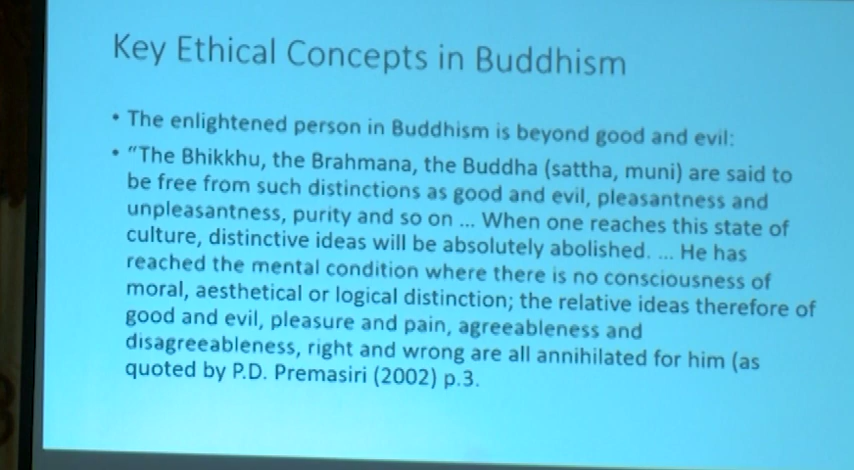 Key Ethical Concepts in Buddhism
• The enlightened person in Buddhism is beyond good and evil:
• "The Bhikkhu, the Brahmana, the Buddha (sattha, muni) are said to
be free from such distinctions as good and evil, pleasantness and
unpleasantness, purity and so on ... When one reaches this state of
culture, distinctive ideas will be absolutely abolished. ... He has
reached the mental condition where there is no consciousness of
moral, aesthetical or logical distinction; the relative ideas therefore of
good and evil, pleasure and pain, agreeableness and
disagreeableness, right and wrong are all annihilated for him (as
quoted by P.D. Premasiri (2002) p.3.